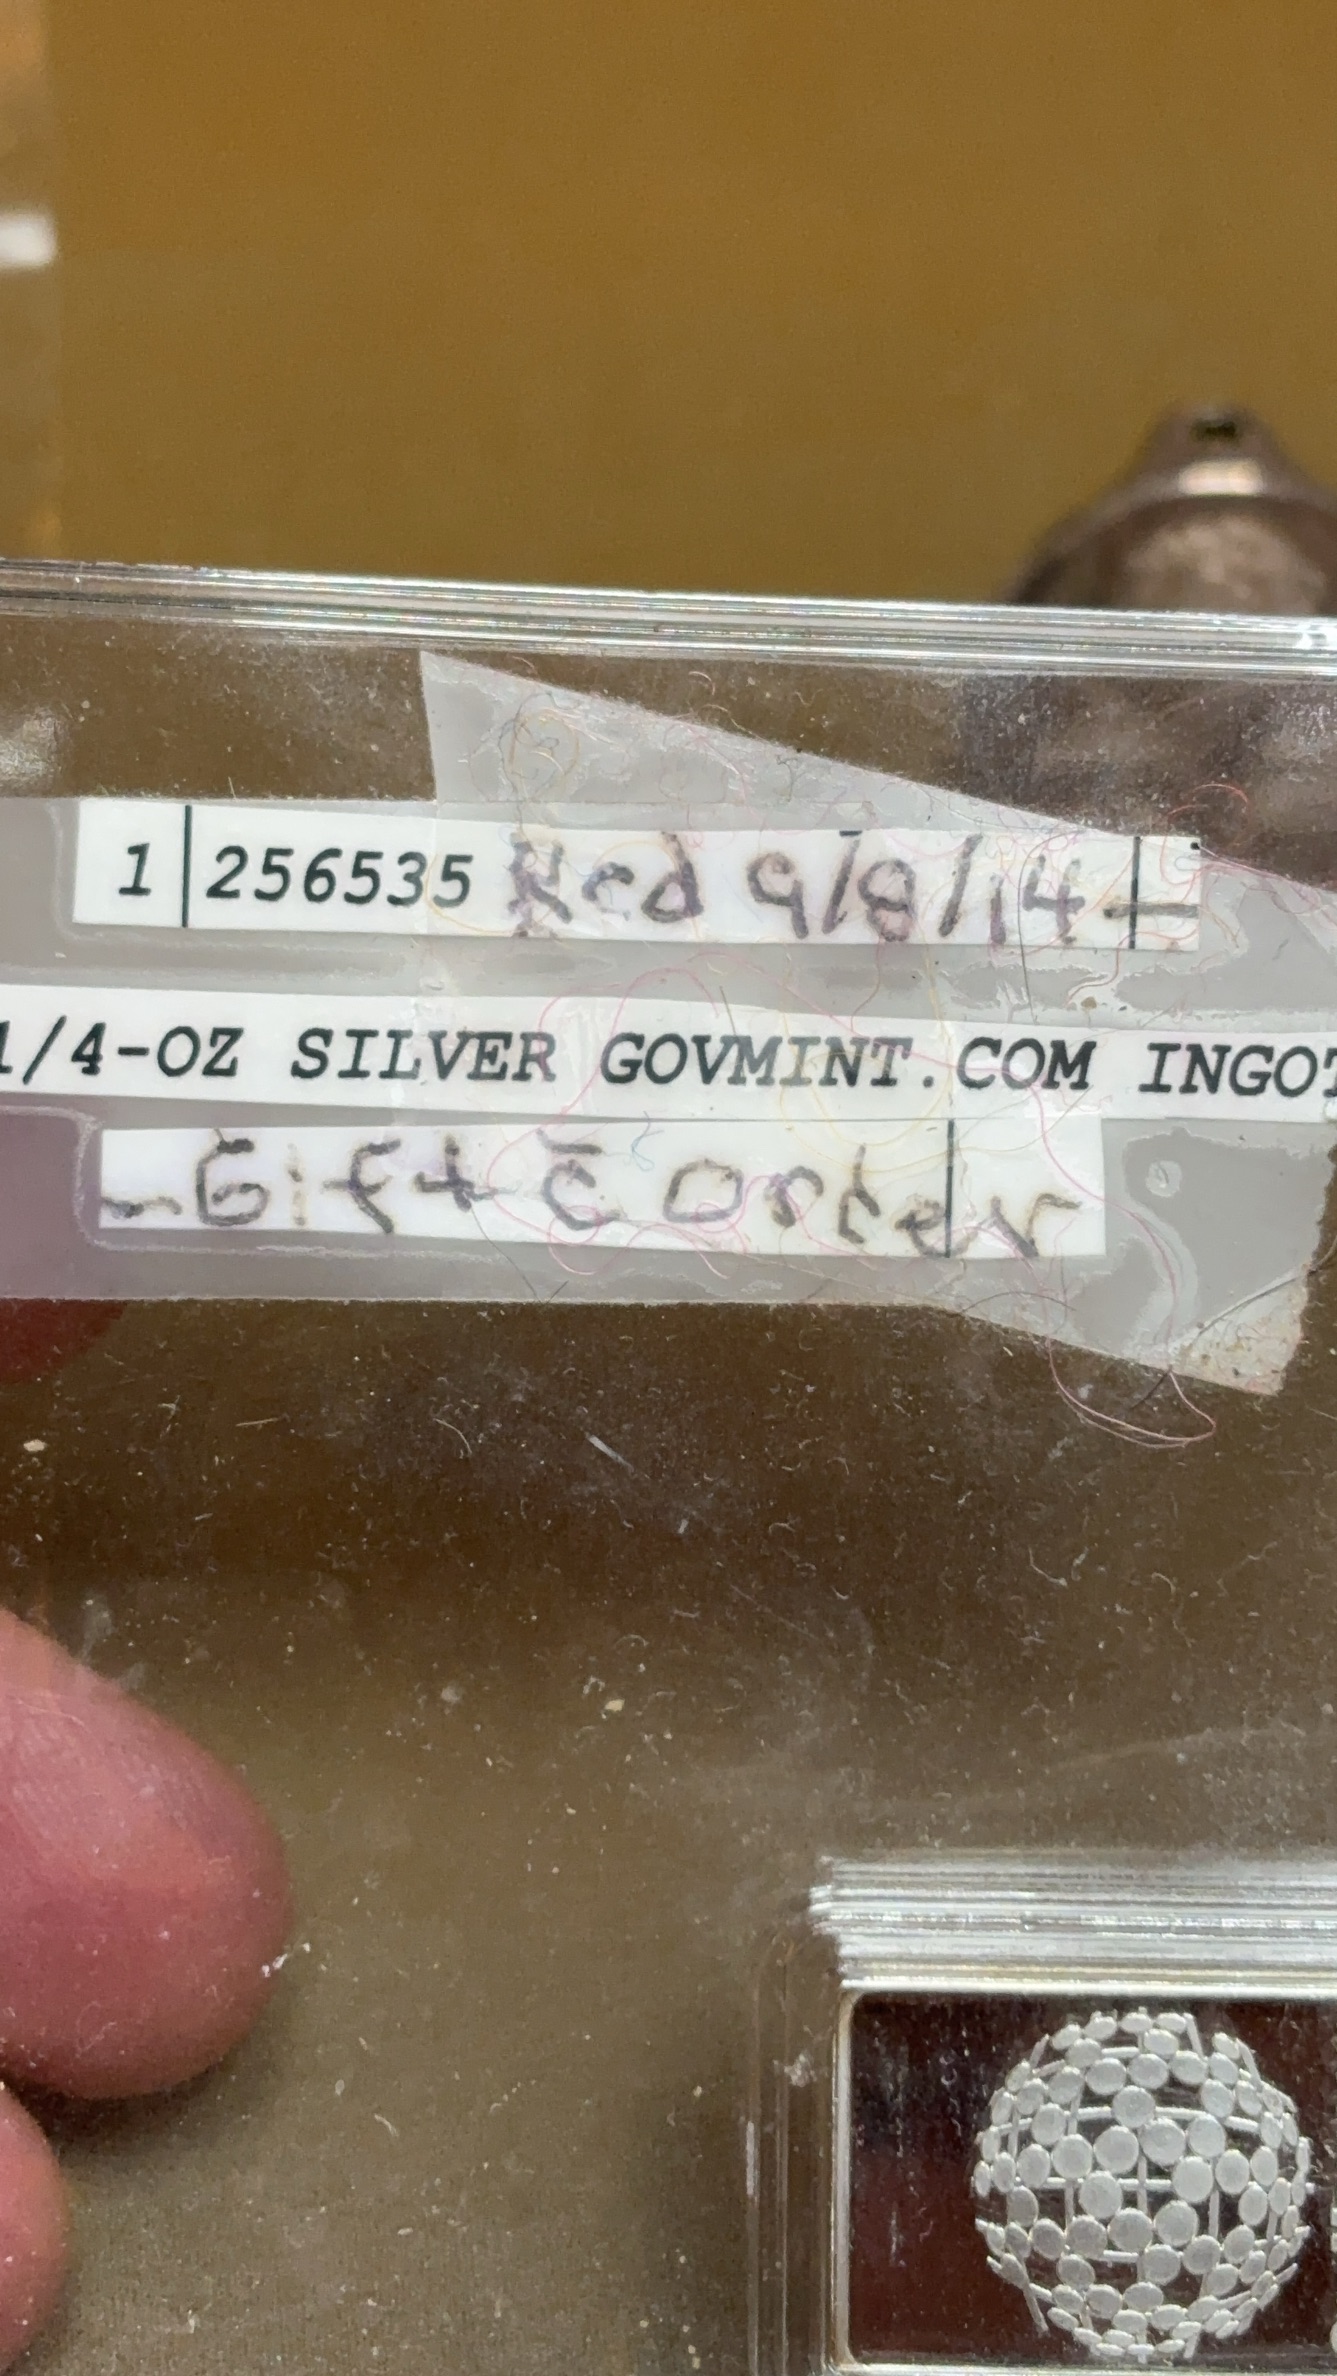 1 256535 Rcd 9/8/14
1/4-OZ SILVER GOVMINT.COM INGOT
Gift c̄ Order